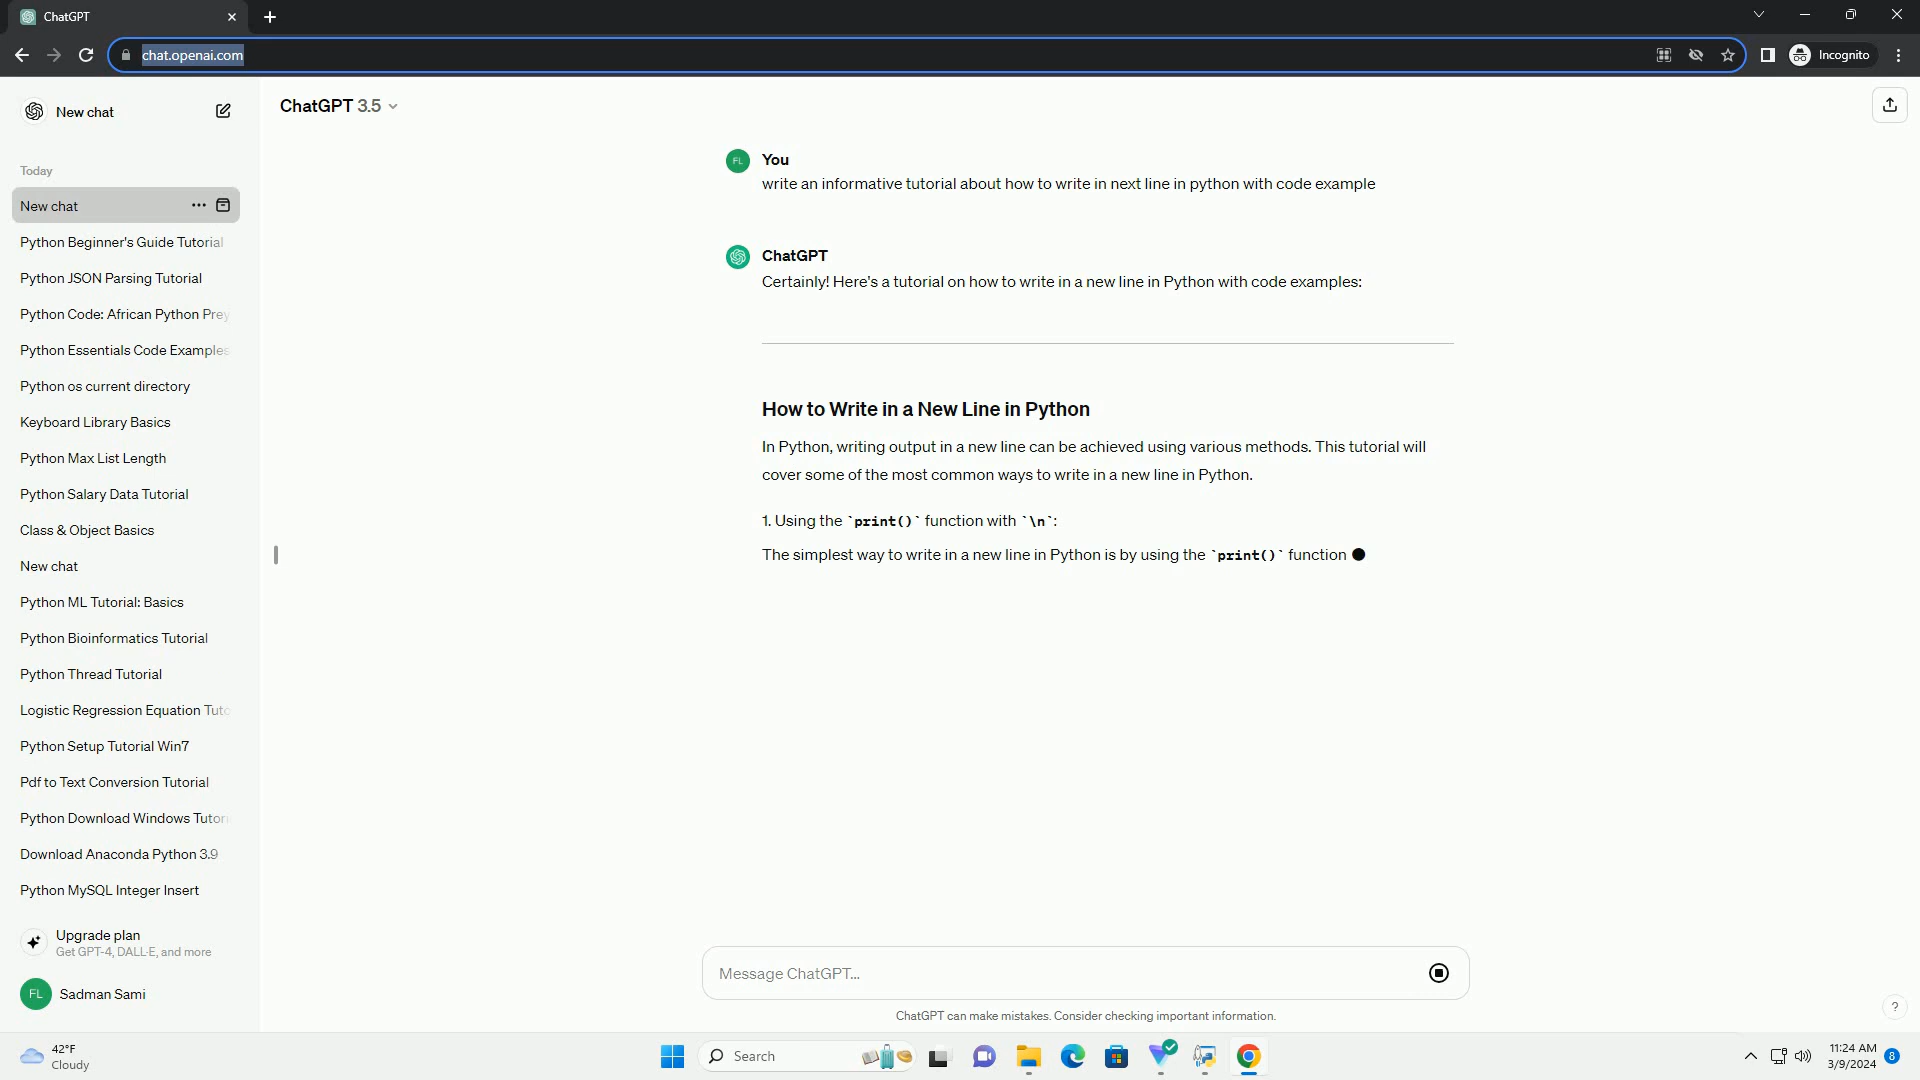 ChatGPT
chat.openai.com
Incognito
New chat
Today
New chat
Python Beginner's Guide Tutorial
Python JSON Parsing Tutorial
Python Code: African Python Prey
Python Essentials Code Examples
Python os current directory
Keyboard Library Basics
Python Max List Length
Python Salary Data Tutorial
Class & Object Basics
New chat
Python ML Tutorial: Basics
Python Bioinformatics Tutorial
Python Thread Tutorial
Logistic Regression Equation Tuto
Python Setup Tutorial Win7
Pdf to Text Conversion Tutorial
Python Download Windows Tutori
Download Anaconda Python 3.9
Python MySQL Integer Insert
Upgrade plan
Get GPT-4, DALL·E, and more
FL Sadman Sami
ChatGPT 3.5
FL You
write an informative tutorial about how to write in next line in python with code example
ChatGPT
Certainly! Here's a tutorial on how to write in a new line in Python with code examples:
How to Write in a New Line in Python
In Python, writing output in a new line can be achieved using various methods. This tutorial will
cover some of the most common ways to write in a new line in Python.
1. Using the `print()` function with `\n`:
The simplest way to write in a new line in Python is by using the `print()` function
Message ChatGPT...
ChatGPT can make mistakes. Consider checking important information.
?
42°F
Cloudy
Search
11:24 AM
3/9/2024
8